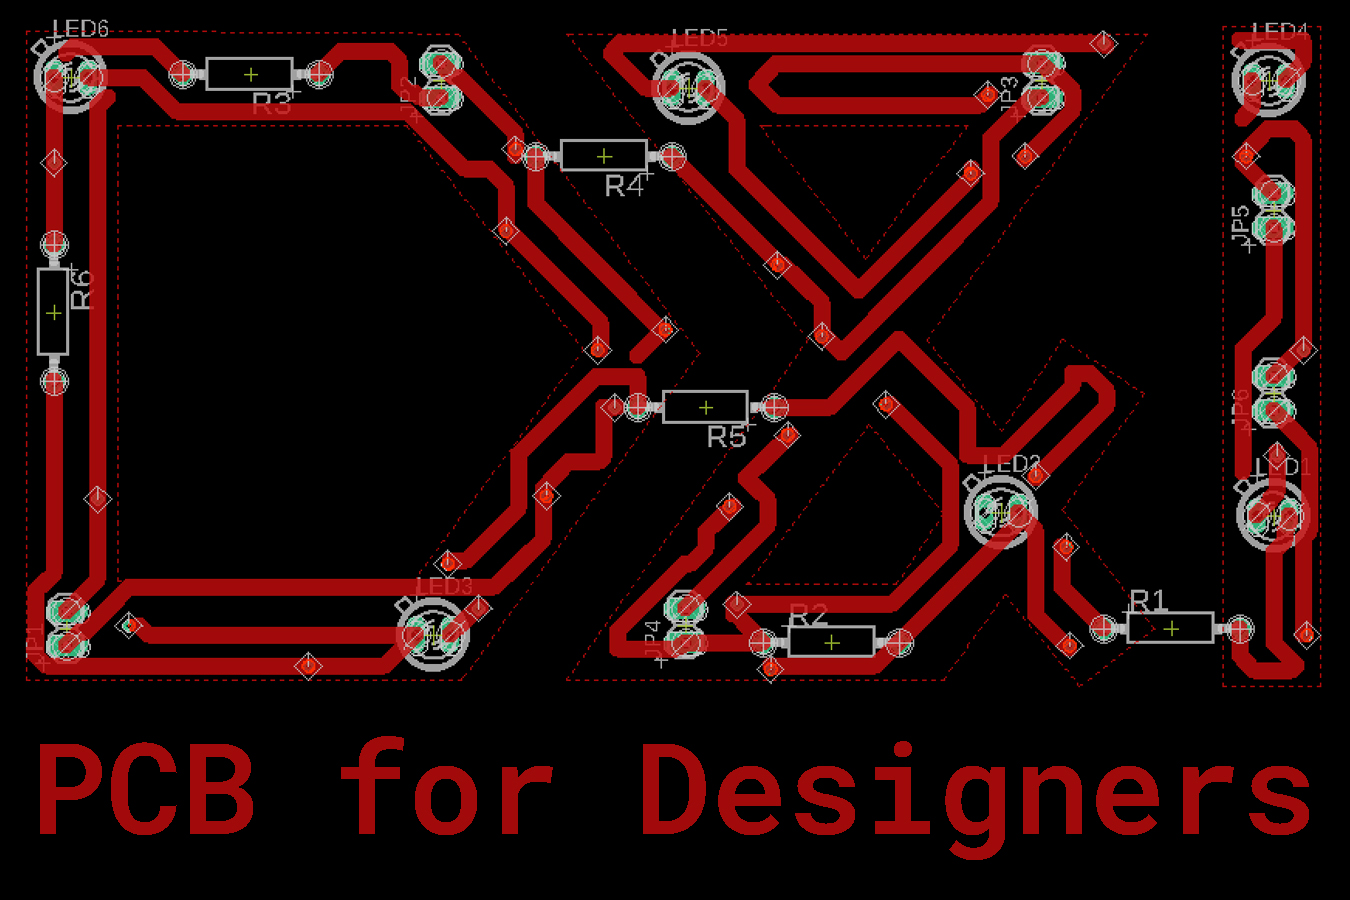 LED6
LED5
LED4
R3
JP2
JP3
R4
JP5
R6
JP6
R5
LED2
LED1
LED3
R1
R2
JP4
JP1
PCB for Designers